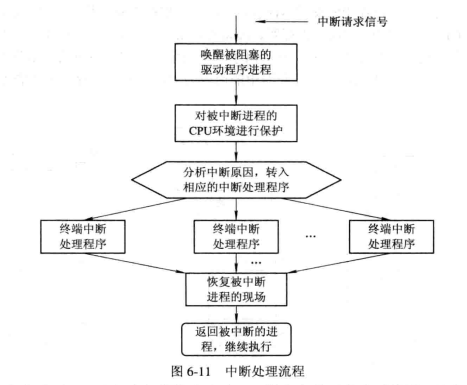 中断请求信号
唤醒被阻塞的
驱动程序进程
对被中断进程的
CPU环境进行保护
分析中断原因，转入
相应的中断处理程序
终端中断
处理程序
终端中断
处理程序
...
终端中断
处理程序
...
恢复被中断
进程的现场
返回被中断的进
程，继续执行
图 6-11 中断处理流程